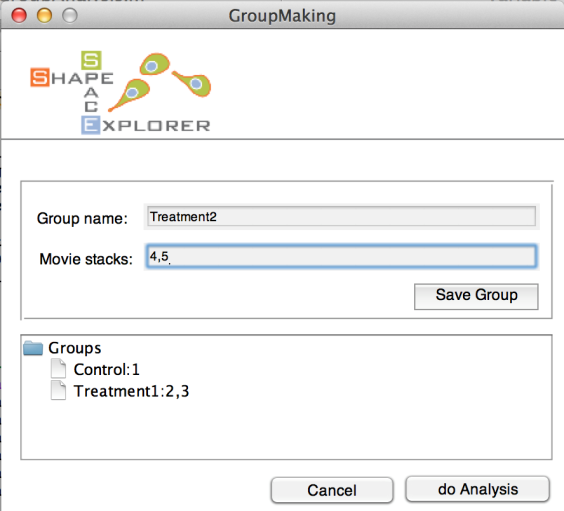 GroupMaking
SHAPE
SPACE
EXPLORER
Group name: Treatment2
Movie stacks: 4,5
Save Group
Groups
Control:1
Treatment1:2,3
Cancel do Analysis